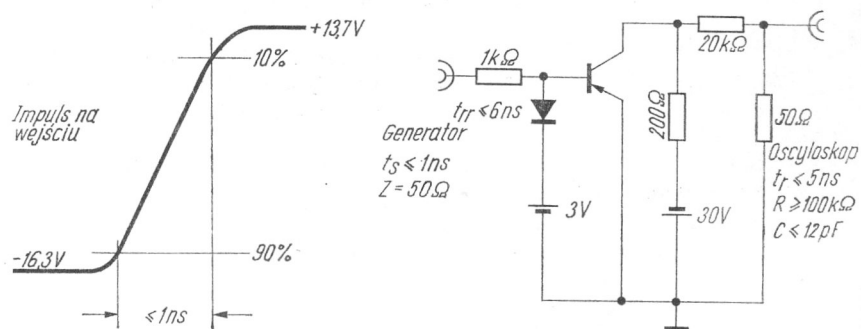 +13,7V
10%
Impuls na
wejściu
-16,3V
90%
≤1ns
1kΩ
trr≤6ns
Generator
ts≤1ns
Z=50Ω
3V
200Ω
30V
20kΩ
50Ω
Oscyloskop
tr≤5ns
R≥100kΩ
C≤12pF